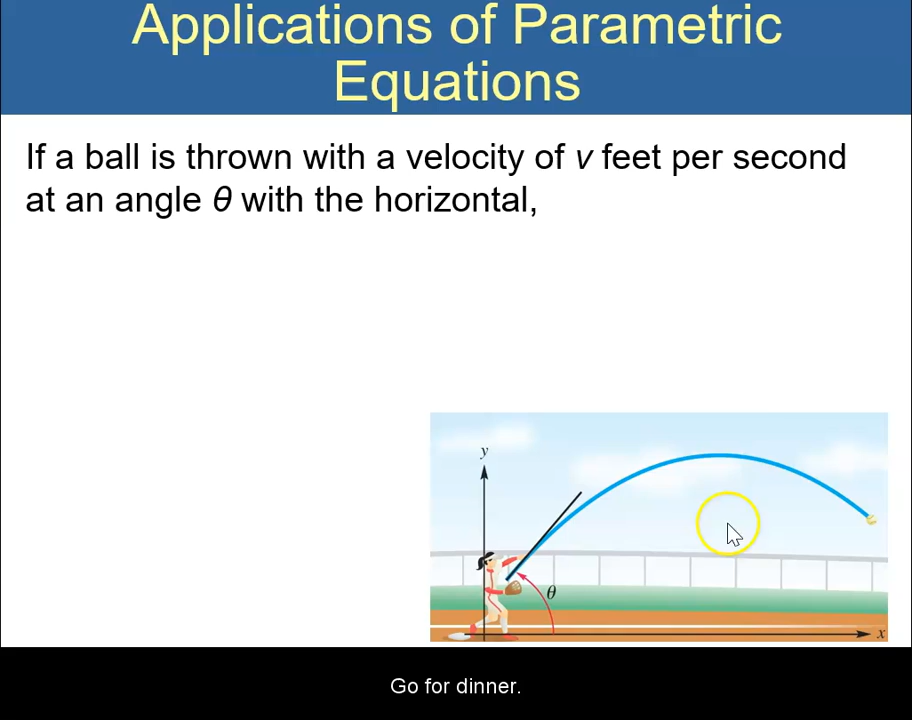 Applications of Parametric
Equations
If a ball is thrown with a velocity of v feet per second
at an angle θ with the horizontal,
y
θ
x
Go for dinner.